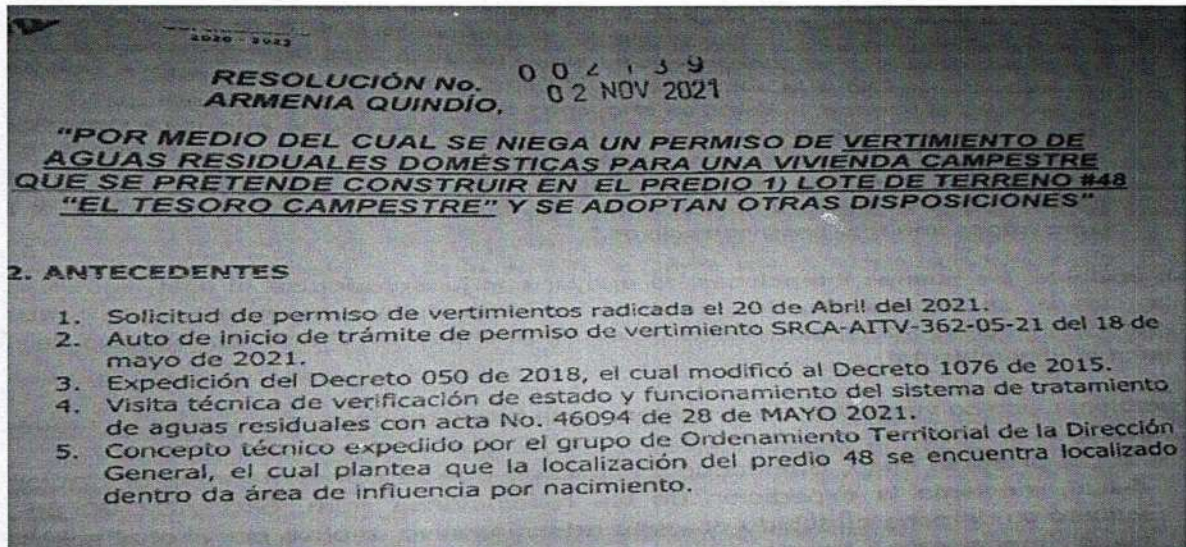 2020 - 2023
RESOLUCIÓN No.
ARMENIA QUINDÍO, 02 NOV 2021
"POR MEDIO DEL CUAL SE NIEGA UN PERMISO DE VERTIMIENTO DE
AGUAS RESIDUALES DOMÉSTICAS PARA UNA VIVIENDA CAMPESTRE
QUE SE PRETENDE CONSTRUIR EN EL PREDIO 1) LOTE DE TERRENO #48
"EL TESORO CAMPESTRE" Y SE ADOPTAN OTRAS DISPOSICIONES"
2. ANTECEDENTES
1. Solicitud de permiso de vertimientos radicada el 20 de Abril del 2021.
2. Auto de inicio de trámite de permiso de vertimiento SRCA-AITV-362-05-21 del 18 de
mayo de 2021.
3. Expedición del Decreto 050 de 2018, el cual modificó al Decreto 1076 de 2015.
4. Visita técnica de verificación de estado y funcionamiento del sistema de tratamiento
de aguas residuales con acta No. 46094 de 28 de MAYO 2021.
5. Concepto técnico expedido por el grupo de Ordenamiento Territorial de la Dirección
General, el cual plantea que la localización del predio 48 se encuentra localizado
dentro da área de influencia por nacimiento.